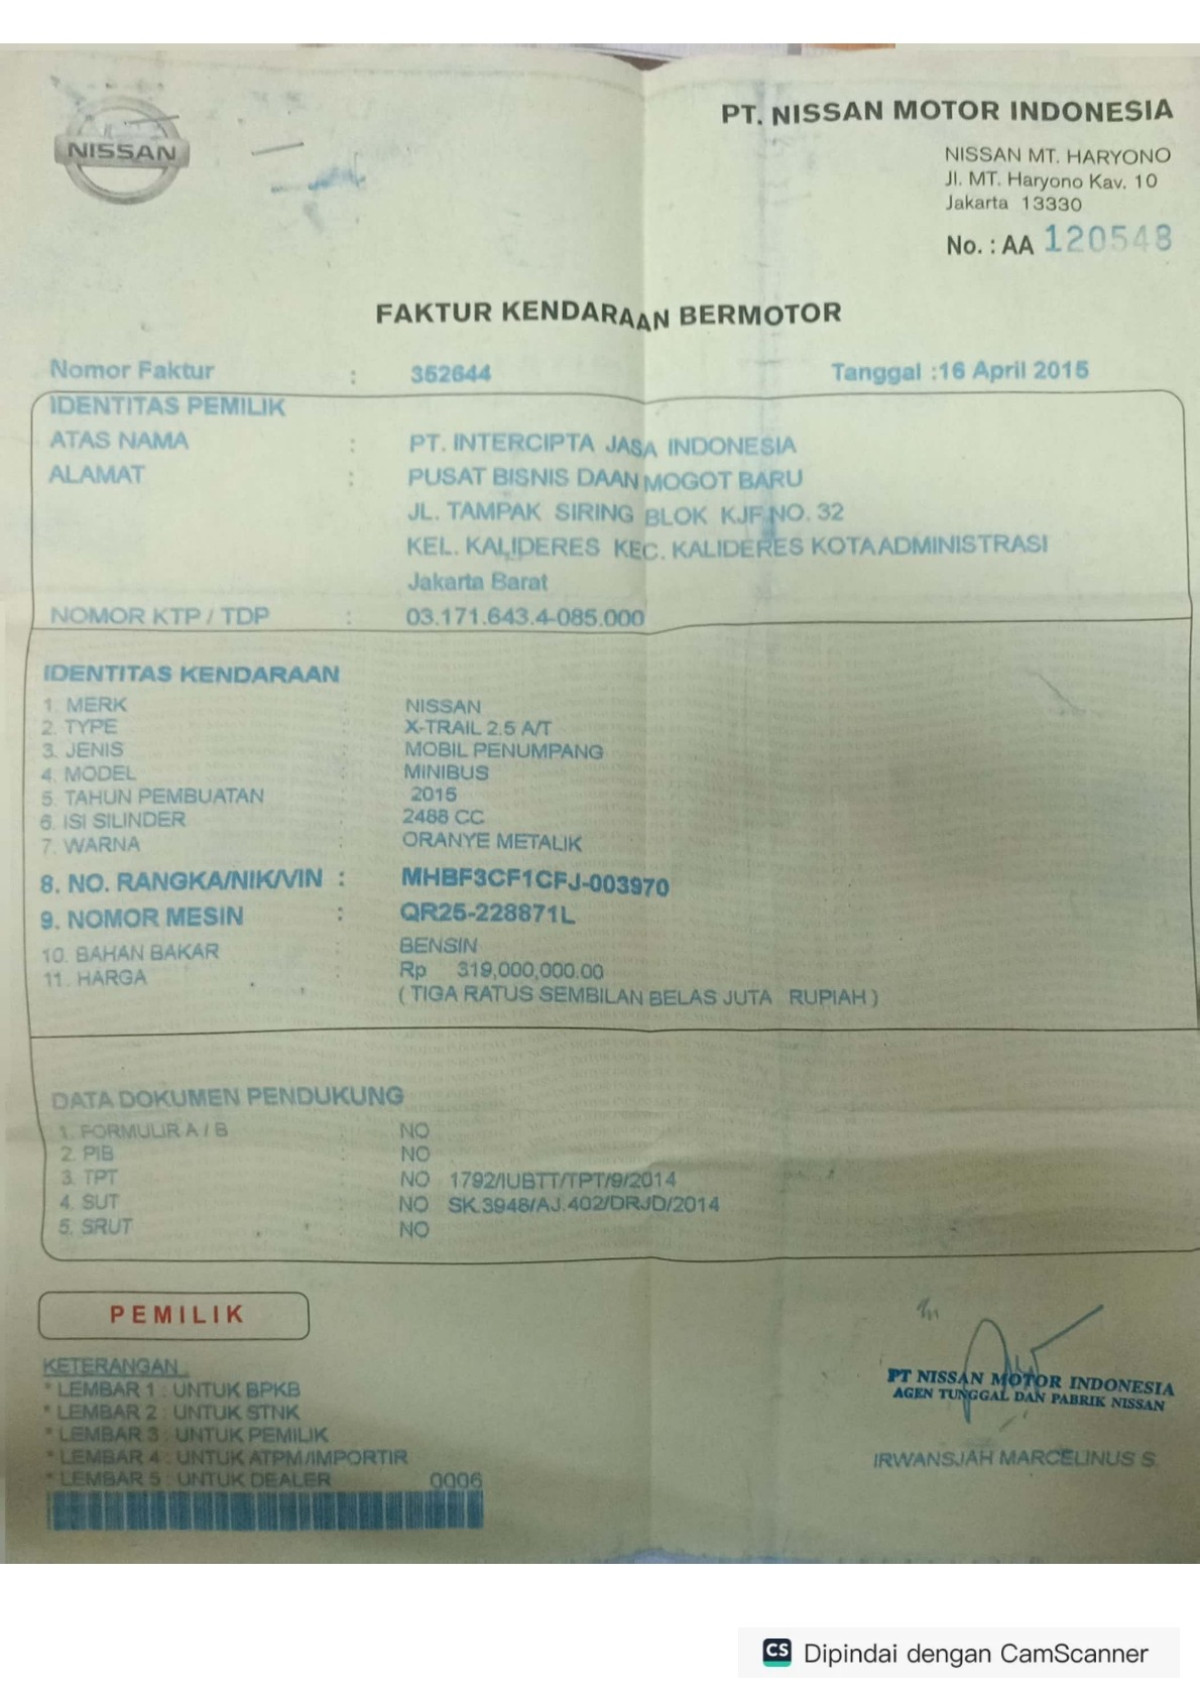 NISSAN
PT. NISSAN MOTOR INDONESIA
NISSAN MT. HARYONO
Jl. MT. Haryono Kav. 10
Jakarta 13330
No. : AA 120548
FAKTUR KENDARAAN BERMOTOR
Nomor Faktur : 352644 Tanggal :16 April 2015
IDENTITAS PEMILIK
ATAS NAMA : PT. INTERCIPTA JASA INDONESIA
ALAMAT : PUSAT BISNIS DAAN MOGOT BARU
JL. TAMPAK SIRING BLOK KJF NO. 32
KEL. KALIDERES KEC. KALIDERES KOTA ADMINISTRASI
Jakarta Barat
NOMOR KTP / TDP : 03.171.643.4-085.000
IDENTITAS KENDARAAN
1. MERK : NISSAN
2. TYPE : X-TRAIL 2.5 A/T
3. JENIS : MOBIL PENUMPANG
4. MODEL : MINIBUS
5. TAHUN PEMBUATAN : 2015
6. ISI SILINDER : 2488 CC
7. WARNA : ORANYE METALIK
8. NO. RANGKA/NIK/VIN : MHBF3CF1CFJ-003970
9. NOMOR MESIN : QR25-228871L
10. BAHAN BAKAR : BENSIN
11. HARGA : Rp 319,000,000.00
( TIGA RATUS SEMBILAN BELAS JUTA RUPIAH )
DATA DOKUMEN PENDUKUNG
1. FORMULIR A / B : NO
2. PIB : NO
3. TPT : NO 1792/IUBTT/TPT/9/2014
4. SUT : NO SK.3948/AJ.402/DRJD/2014
5. SRUT : NO
PEMILIK
KETERANGAN :
* LEMBAR 1 : UNTUK BPKB
* LEMBAR 2 : UNTUK STNK
* LEMBAR 3 : UNTUK PEMILIK
* LEMBAR 4 : UNTUK ATPM/IMPORTIR
* LEMBAR 5 : UNTUK DEALER 0006
PT NISSAN MOTOR INDONESIA
AGEN TUNGGAL DAN PABRIK NISSAN
IRWANSJAH MARCELINUS S.
CS Dipindai dengan CamScanner